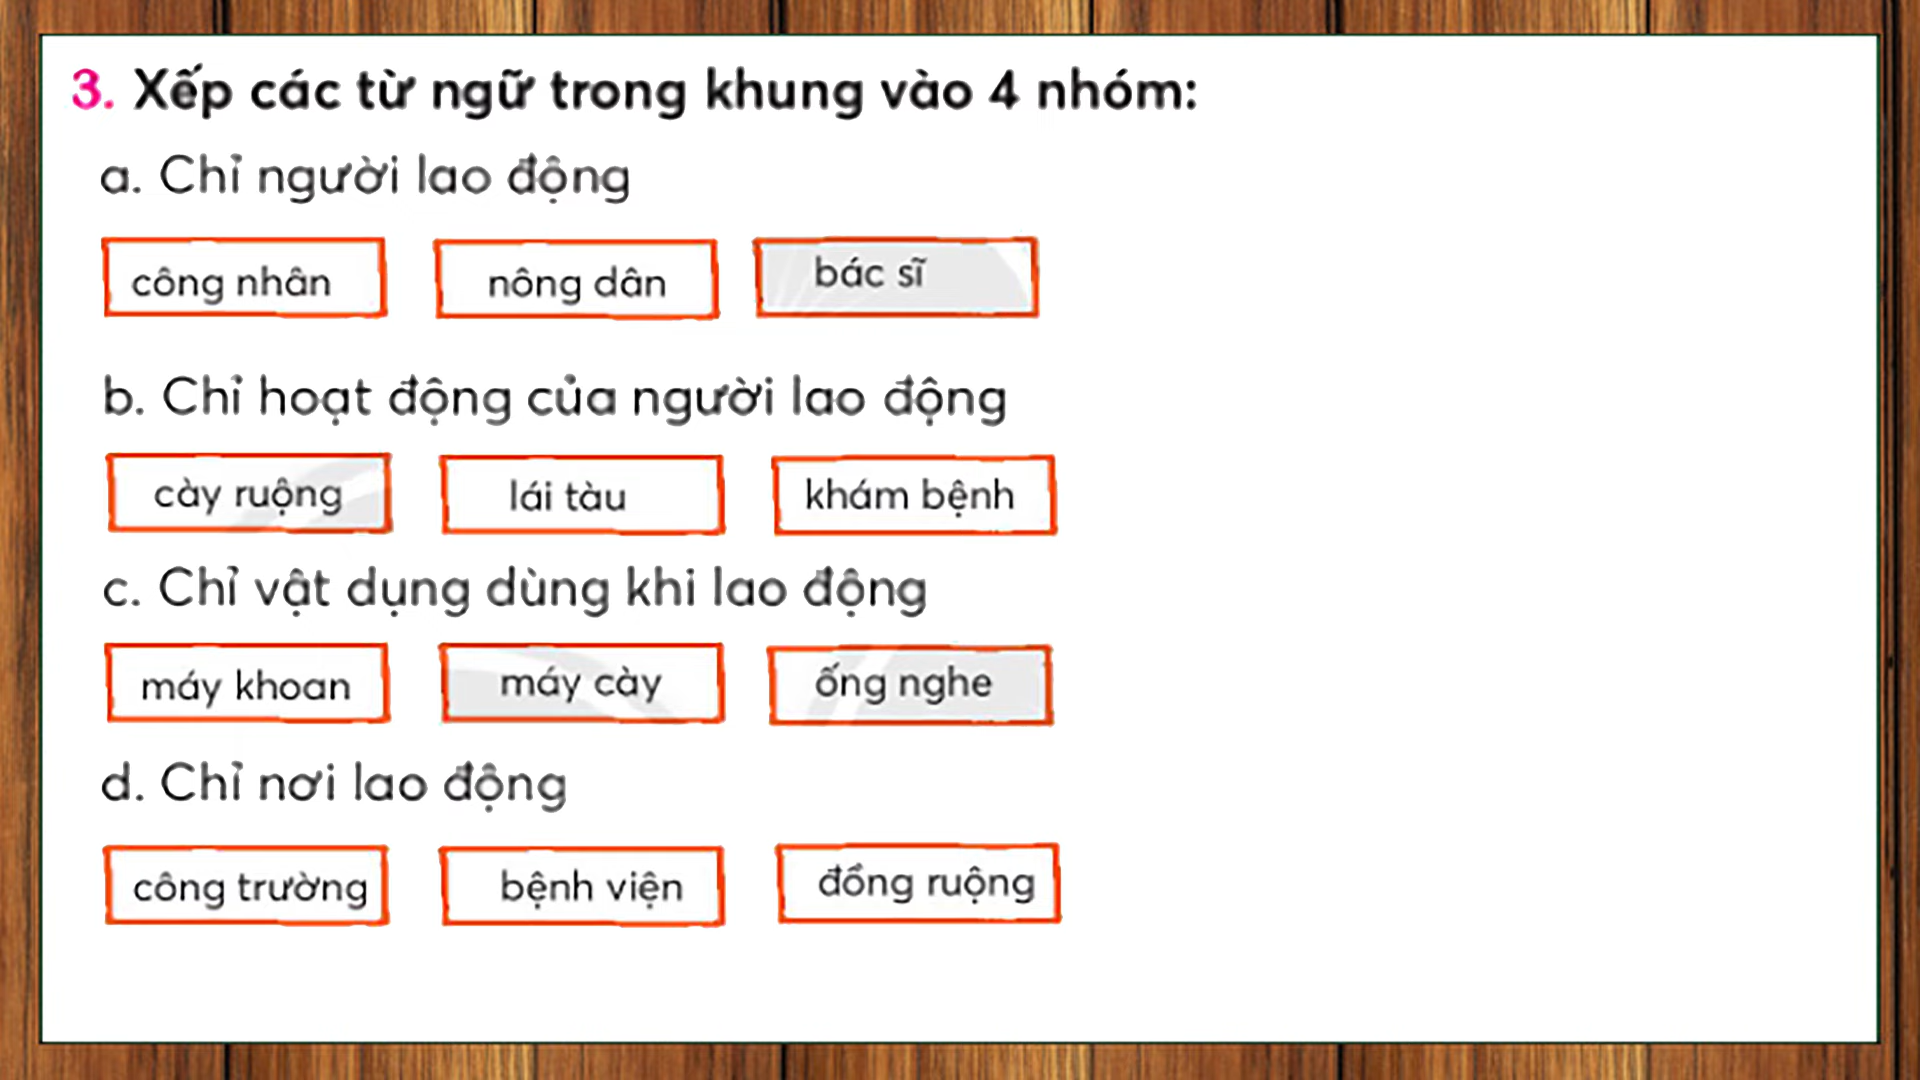 3. Xếp các từ ngữ trong khung vào 4 nhóm:
a. Chỉ người lao động
công nhân nông dân bác sĩ
b. Chỉ hoạt động của người lao động
cày ruộng lái tàu khám bệnh
c. Chỉ vật dụng dùng khi lao động
máy khoan máy cày ống nghe
d. Chỉ nơi lao động
công trường bệnh viện đồng ruộng